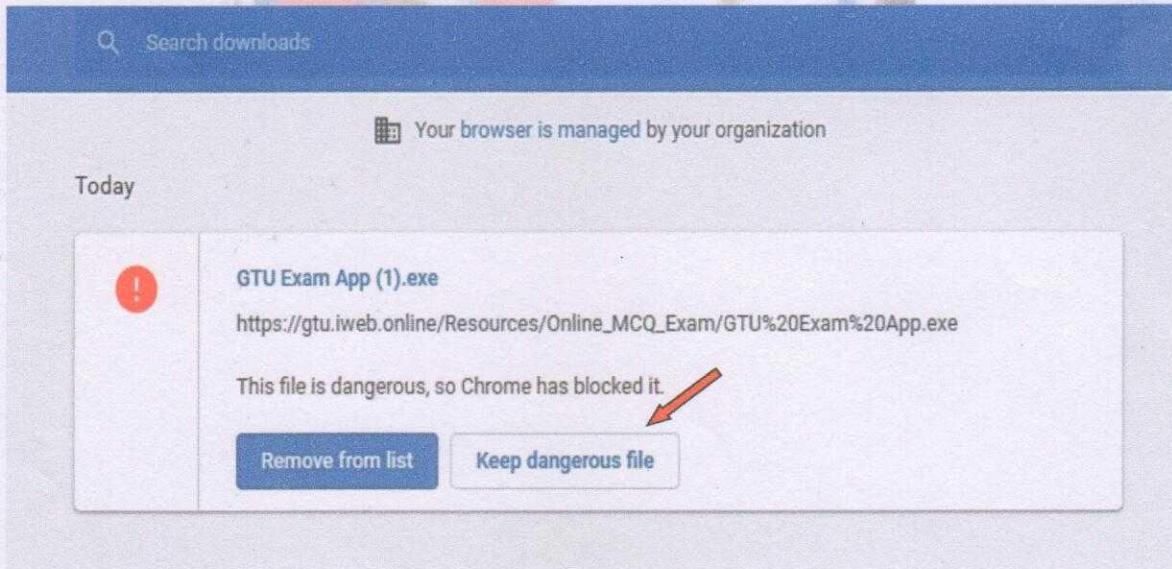 Search downloads
Your browser is managed by your organization
Today
GTU Exam App (1).exe
https://gtu.iweb.online/Resources/Online_MCQ_Exam/GTU%20Exam%20App.exe
This file is dangerous, so Chrome has blocked it.
Remove from list
Keep dangerous file